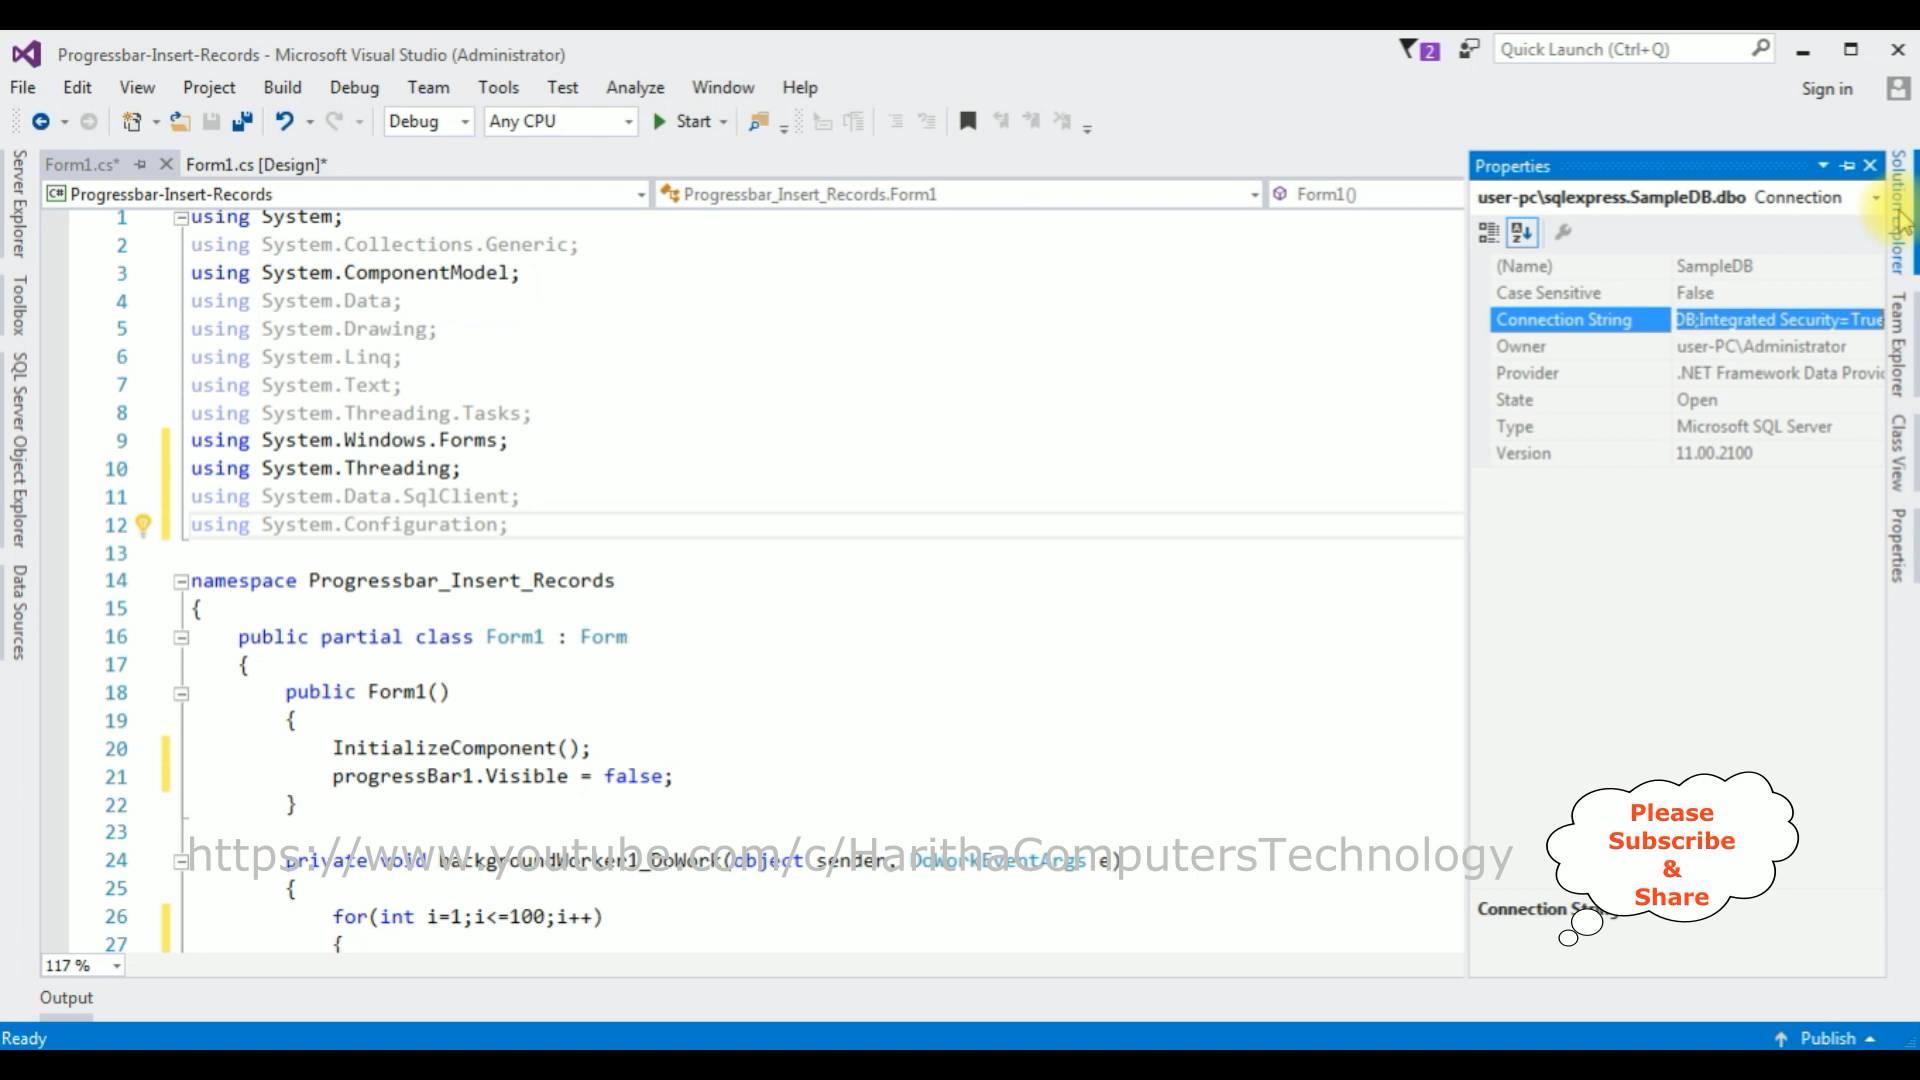 Progressbar-Insert-Records - Microsoft Visual Studio (Administrator)
2
Quick Launch (Ctrl+Q)
File Edit View Project Build Debug Team Tools Test Analyze Window Help
Sign in
Debug
Any CPU
Start
Server Explorer
Toolbox
SQL Server Object Explorer
Data Sources
Form1.cs*
Form1.cs [Design]*
C# Progressbar-Insert-Records
Progressbar_Insert_Records.Form1
Form1()
1 using System;
2 using System.Collections.Generic;
3 using System.ComponentModel;
4 using System.Data;
5 using System.Drawing;
6 using System.Linq;
7 using System.Text;
8 using System.Threading.Tasks;
9 using System.Windows.Forms;
10 using System.Threading;
11 using System.Data.SqlClient;
12 using System.Configuration;
13
14 namespace Progressbar_Insert_Records
15 {
16 public partial class Form1 : Form
17 {
18 public Form1()
19 {
20 InitializeComponent();
21 progressBar1.Visible = false;
22 }
23
24 private void backgroundWorker1_DoWork(object sender, DoWorkEventArgs e)
25 {
26 for(int i=1;i<=100;i++)
27 {
https://www.youtube.com/c/HarithaComputersTechnology
117 %
Output
Ready
Publish
Properties
user-pc\sqlexpress.SampleDB.dbo Connection
(Name) SampleDB
Case Sensitive False
Connection String DB;Integrated Security=True
Owner user-PC\Administrator
Provider .NET Framework Data Provi
State Open
Type Microsoft SQL Server
Version 11.00.2100
Connection
Please
Subscribe
&
Share
Solution Explorer
Team Explorer
Class View
Properties